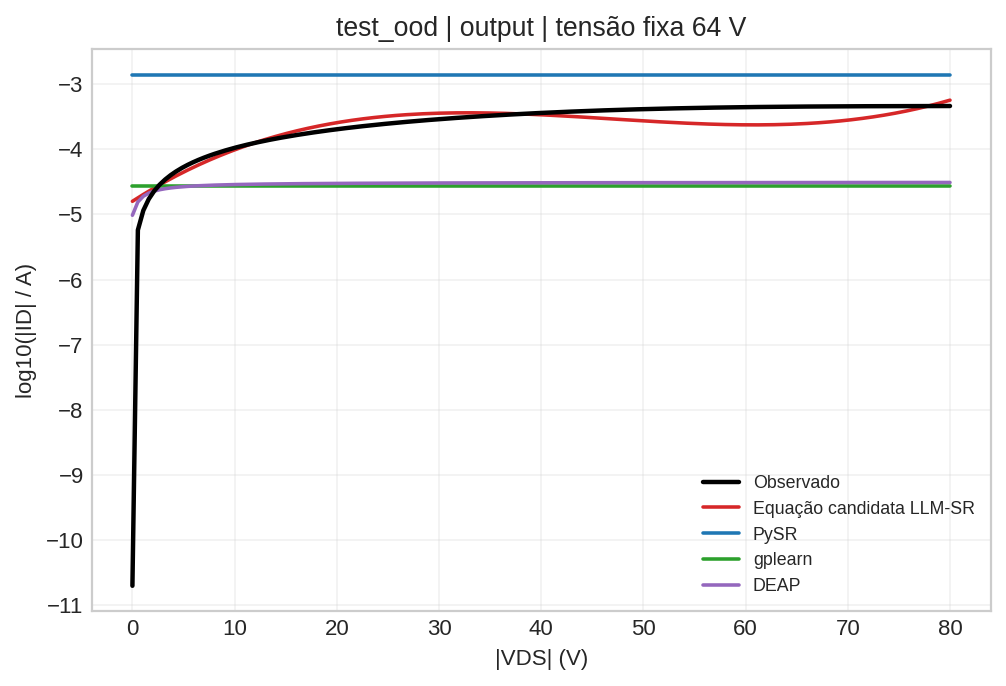 test_ood | output | tensão fixa 64 V
log10(|ID| / A)
−3
−4
−5
−6
−7
−8
−9
−10
−11
Observado
Equação candidata LLM-SR
PySR
gplearn
DEAP
0 10 20 30 40 50 60 70 80
|VDS| (V)